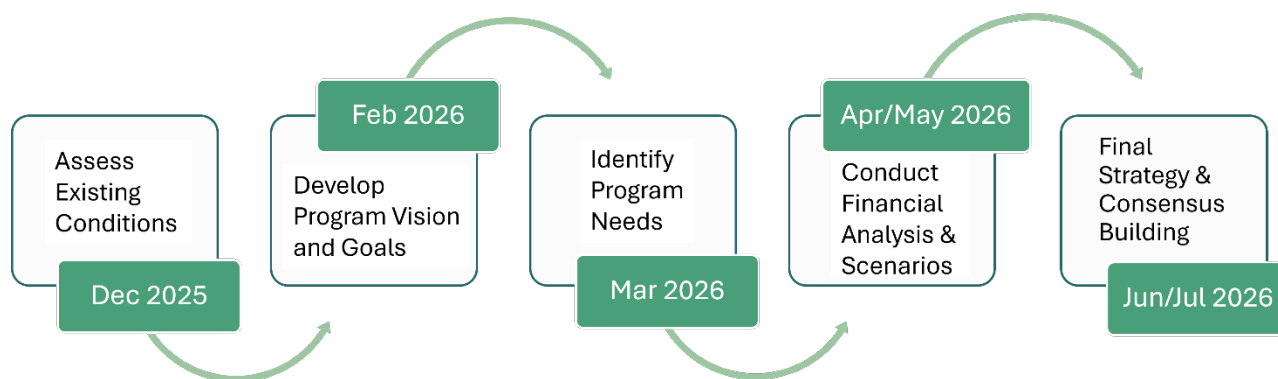 Assess
Existing
Conditions
Dec 2025
Feb 2026
Develop
Program Vision
and Goals
Identify
Program
Needs
Mar 2026
Apr/May 2026
Conduct
Financial
Analysis &
Scenarios
Final
Strategy &
Consensus
Building
Jun/Jul 2026